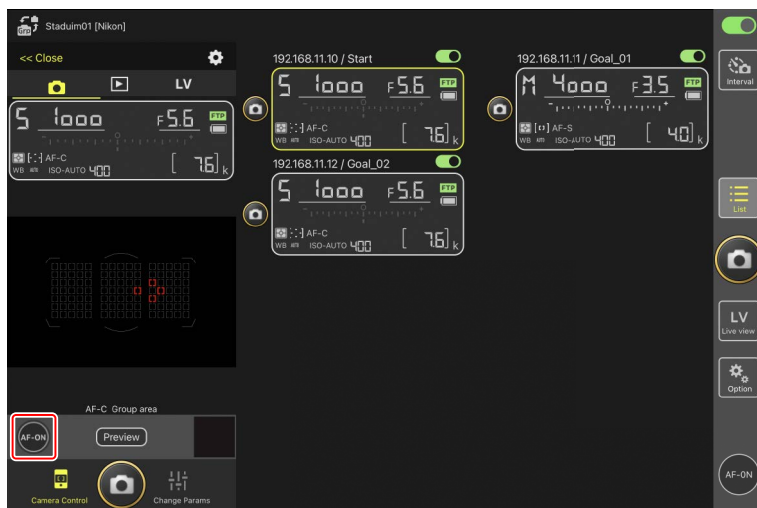 Grp Staduim01 [Nikon]
<< Close
LV
S 1000 F5.6 FTP
AF-C
WB ISO-AUTO 400 [ 7.6] k
AF-C Group area
AF-ON Preview
Camera Control Change Params
192.168.11.10 / Start
S 1000 F5.6 FTP
AF-C
WB ISO-AUTO 400 [ 7.6] k
192.168.11.11 / Goal_01
M 4000 F3.5 FTP
AF-S
WB ISO-AUTO 400 [ 4.0] k
192.168.11.12 / Goal_02
S 1000 F5.6 FTP
AF-C
WB ISO-AUTO 400 [ 7.6] k
Interval
List
LV
Live view
Option
AF-ON